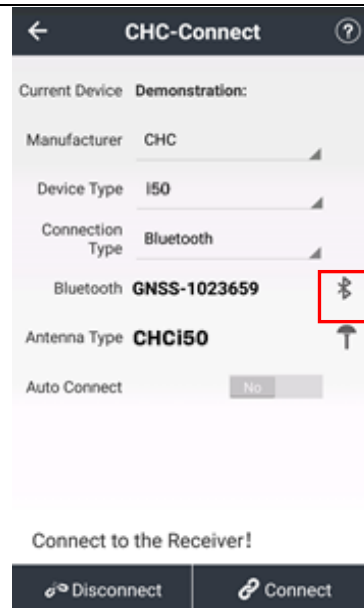 CHC-Connect ?
Current Device Demonstration:
Manufacturer CHC
Device Type I50
Connection
Type Bluetooth
Bluetooth GNSS-1023659
Antenna Type CHCi50
Auto Connect No
Connect to the Receiver!
Disconnect Connect